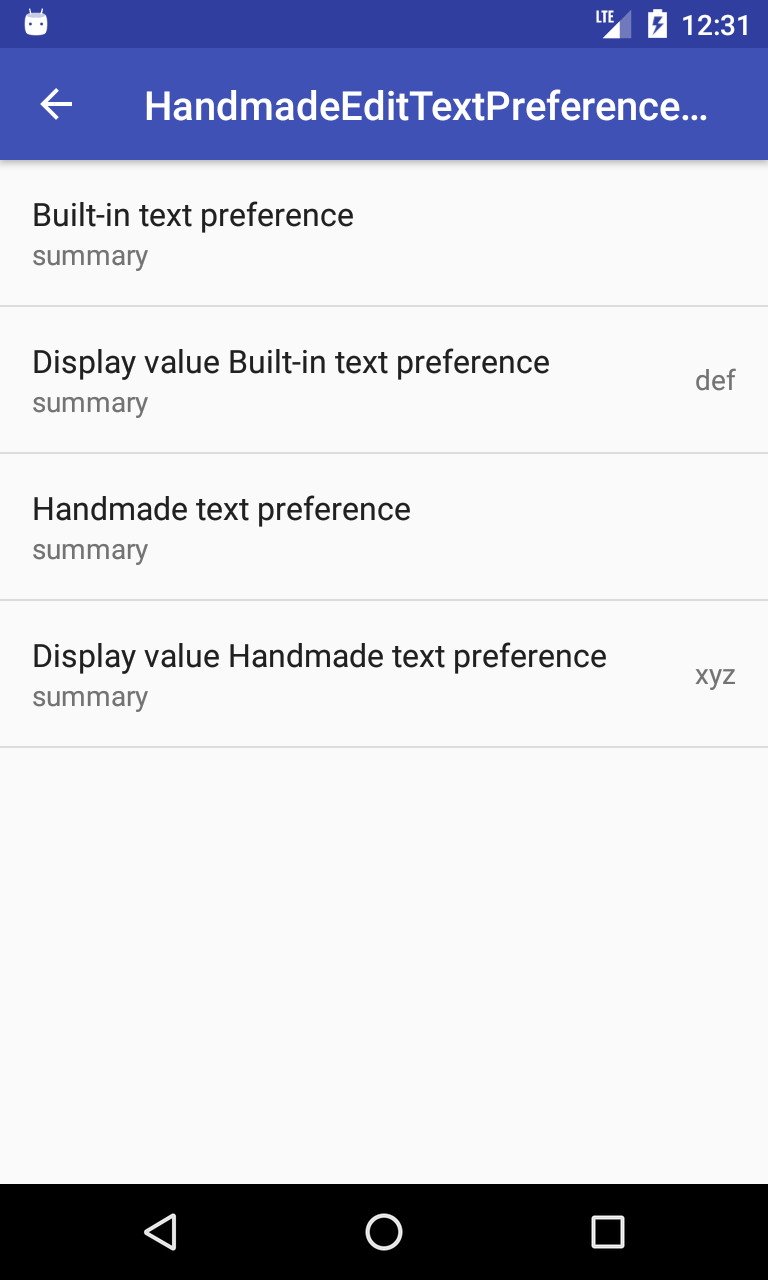 LTE 12:31
HandmadeEditTextPreference…
Built-in text preference
summary
Display value Built-in text preference
summary
def
Handmade text preference
summary
Display value Handmade text preference
summary
xyz